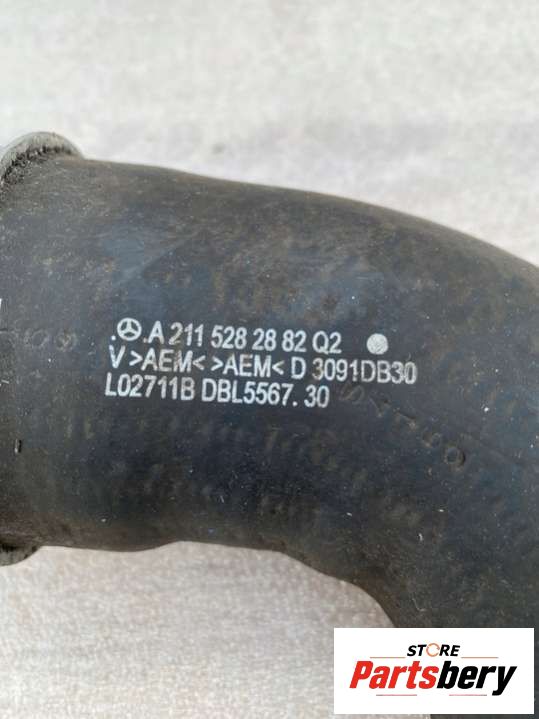 .A 211 528 28 82 Q2
V >AEM< >AEM< D 3091DB30
L02711B DBL5567. 30
STORE
Partsbery